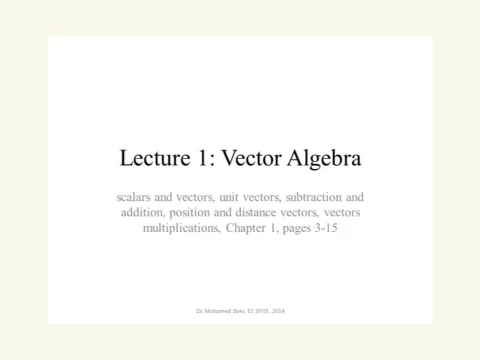 Lecture 1: Vector Algebra
scalars and vectors, unit vectors, subtraction and
addition, position and distance vectors, vectors
multiplications, Chapter 1, pages 3-15
Dr. Mohamed Bakr, EE 3FH3, 2014